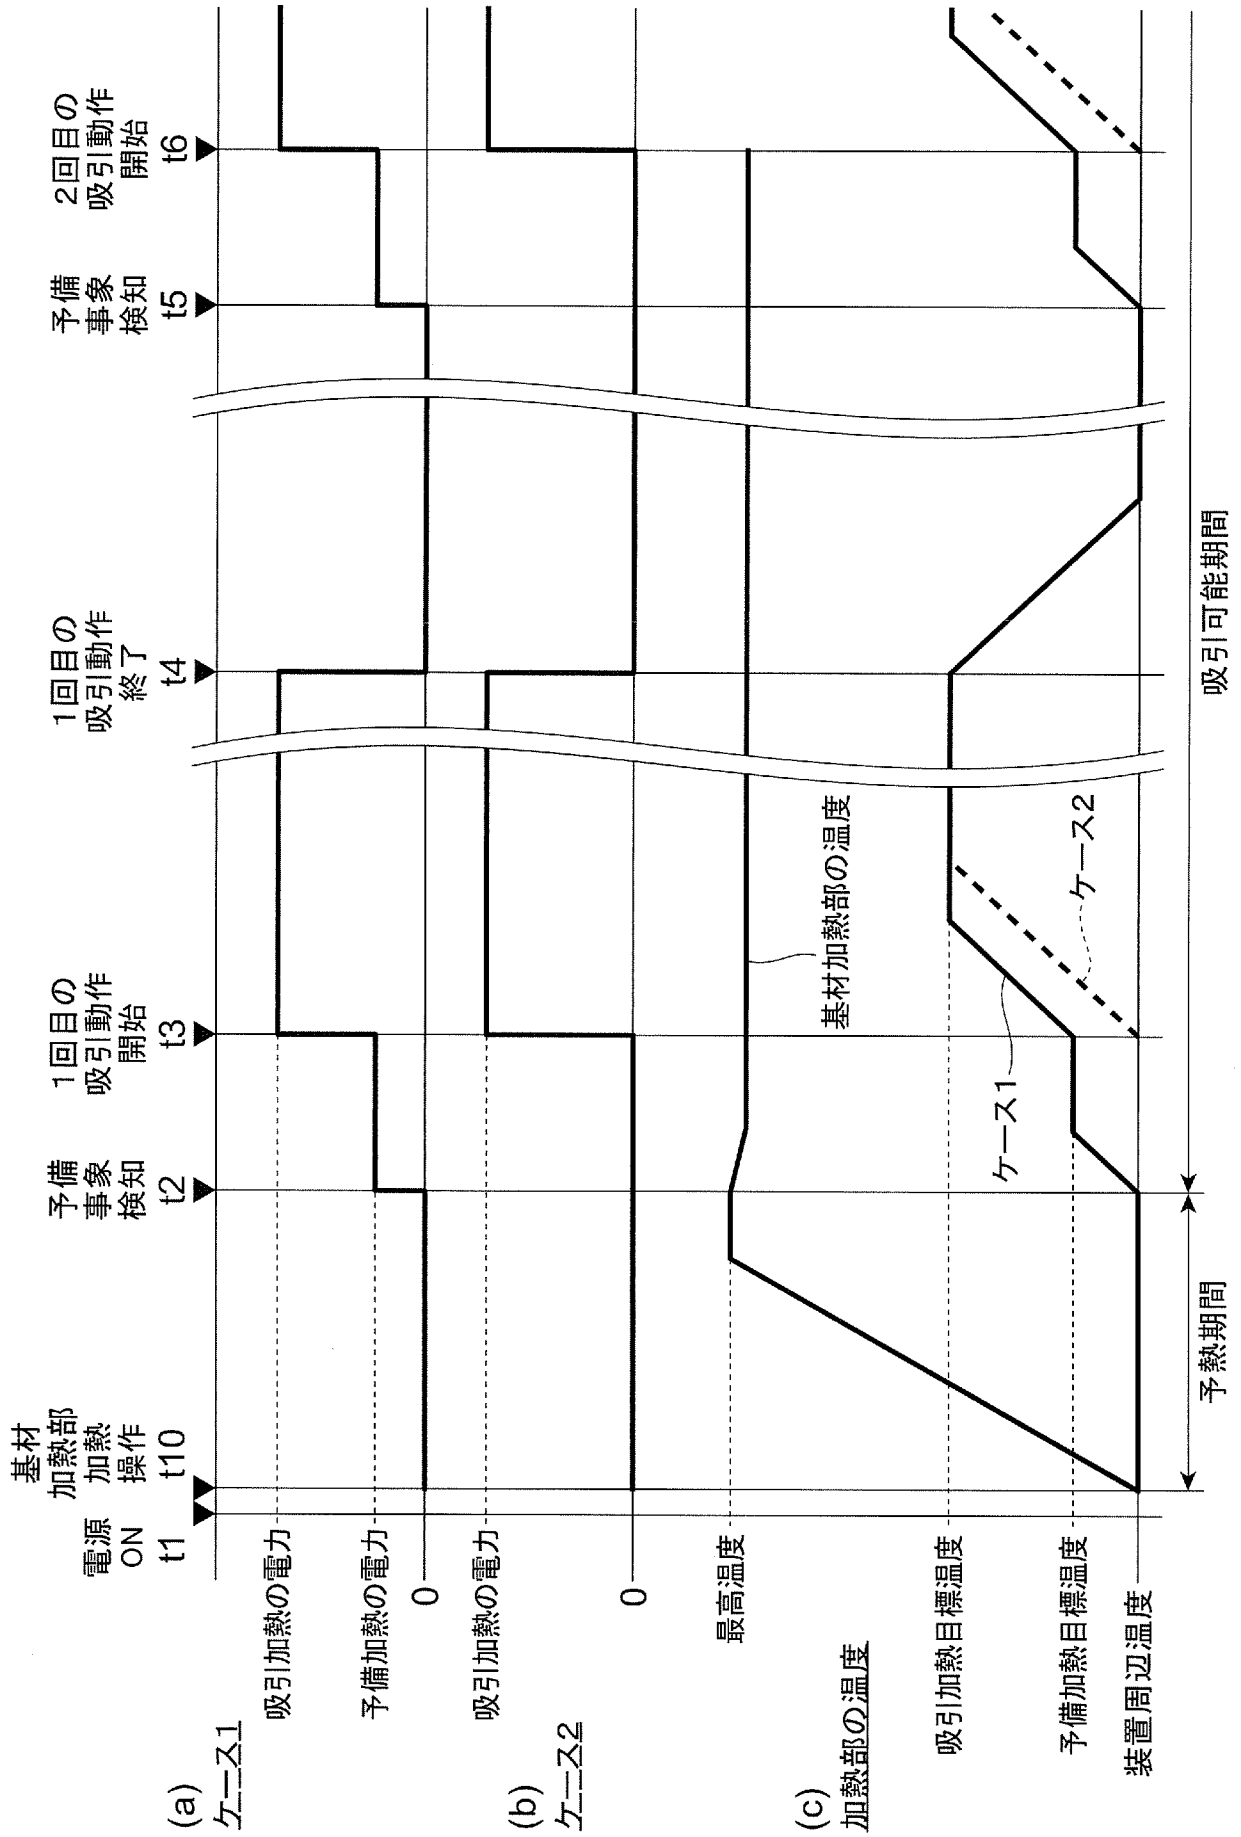 電源
ON
t1
基材
加熱部
加熱
操作
t10
予備
事象
検知
t2
1回目の
吸引動作
開始
t3
1回目の
吸引動作
終了
t4
予備
事象
検知
t5
2回目の
吸引動作
開始
t6
(a)
ケース1
吸引加熱の電力
予備加熱の電力
0
(b)
ケース2
吸引加熱の電力
0
(c)
加熱部の温度
最高温度
基材加熱部の温度
吸引加熱目標温度
予備加熱目標温度
装置周辺温度
ケース1
ケース2
予熱期間
吸引可能期間